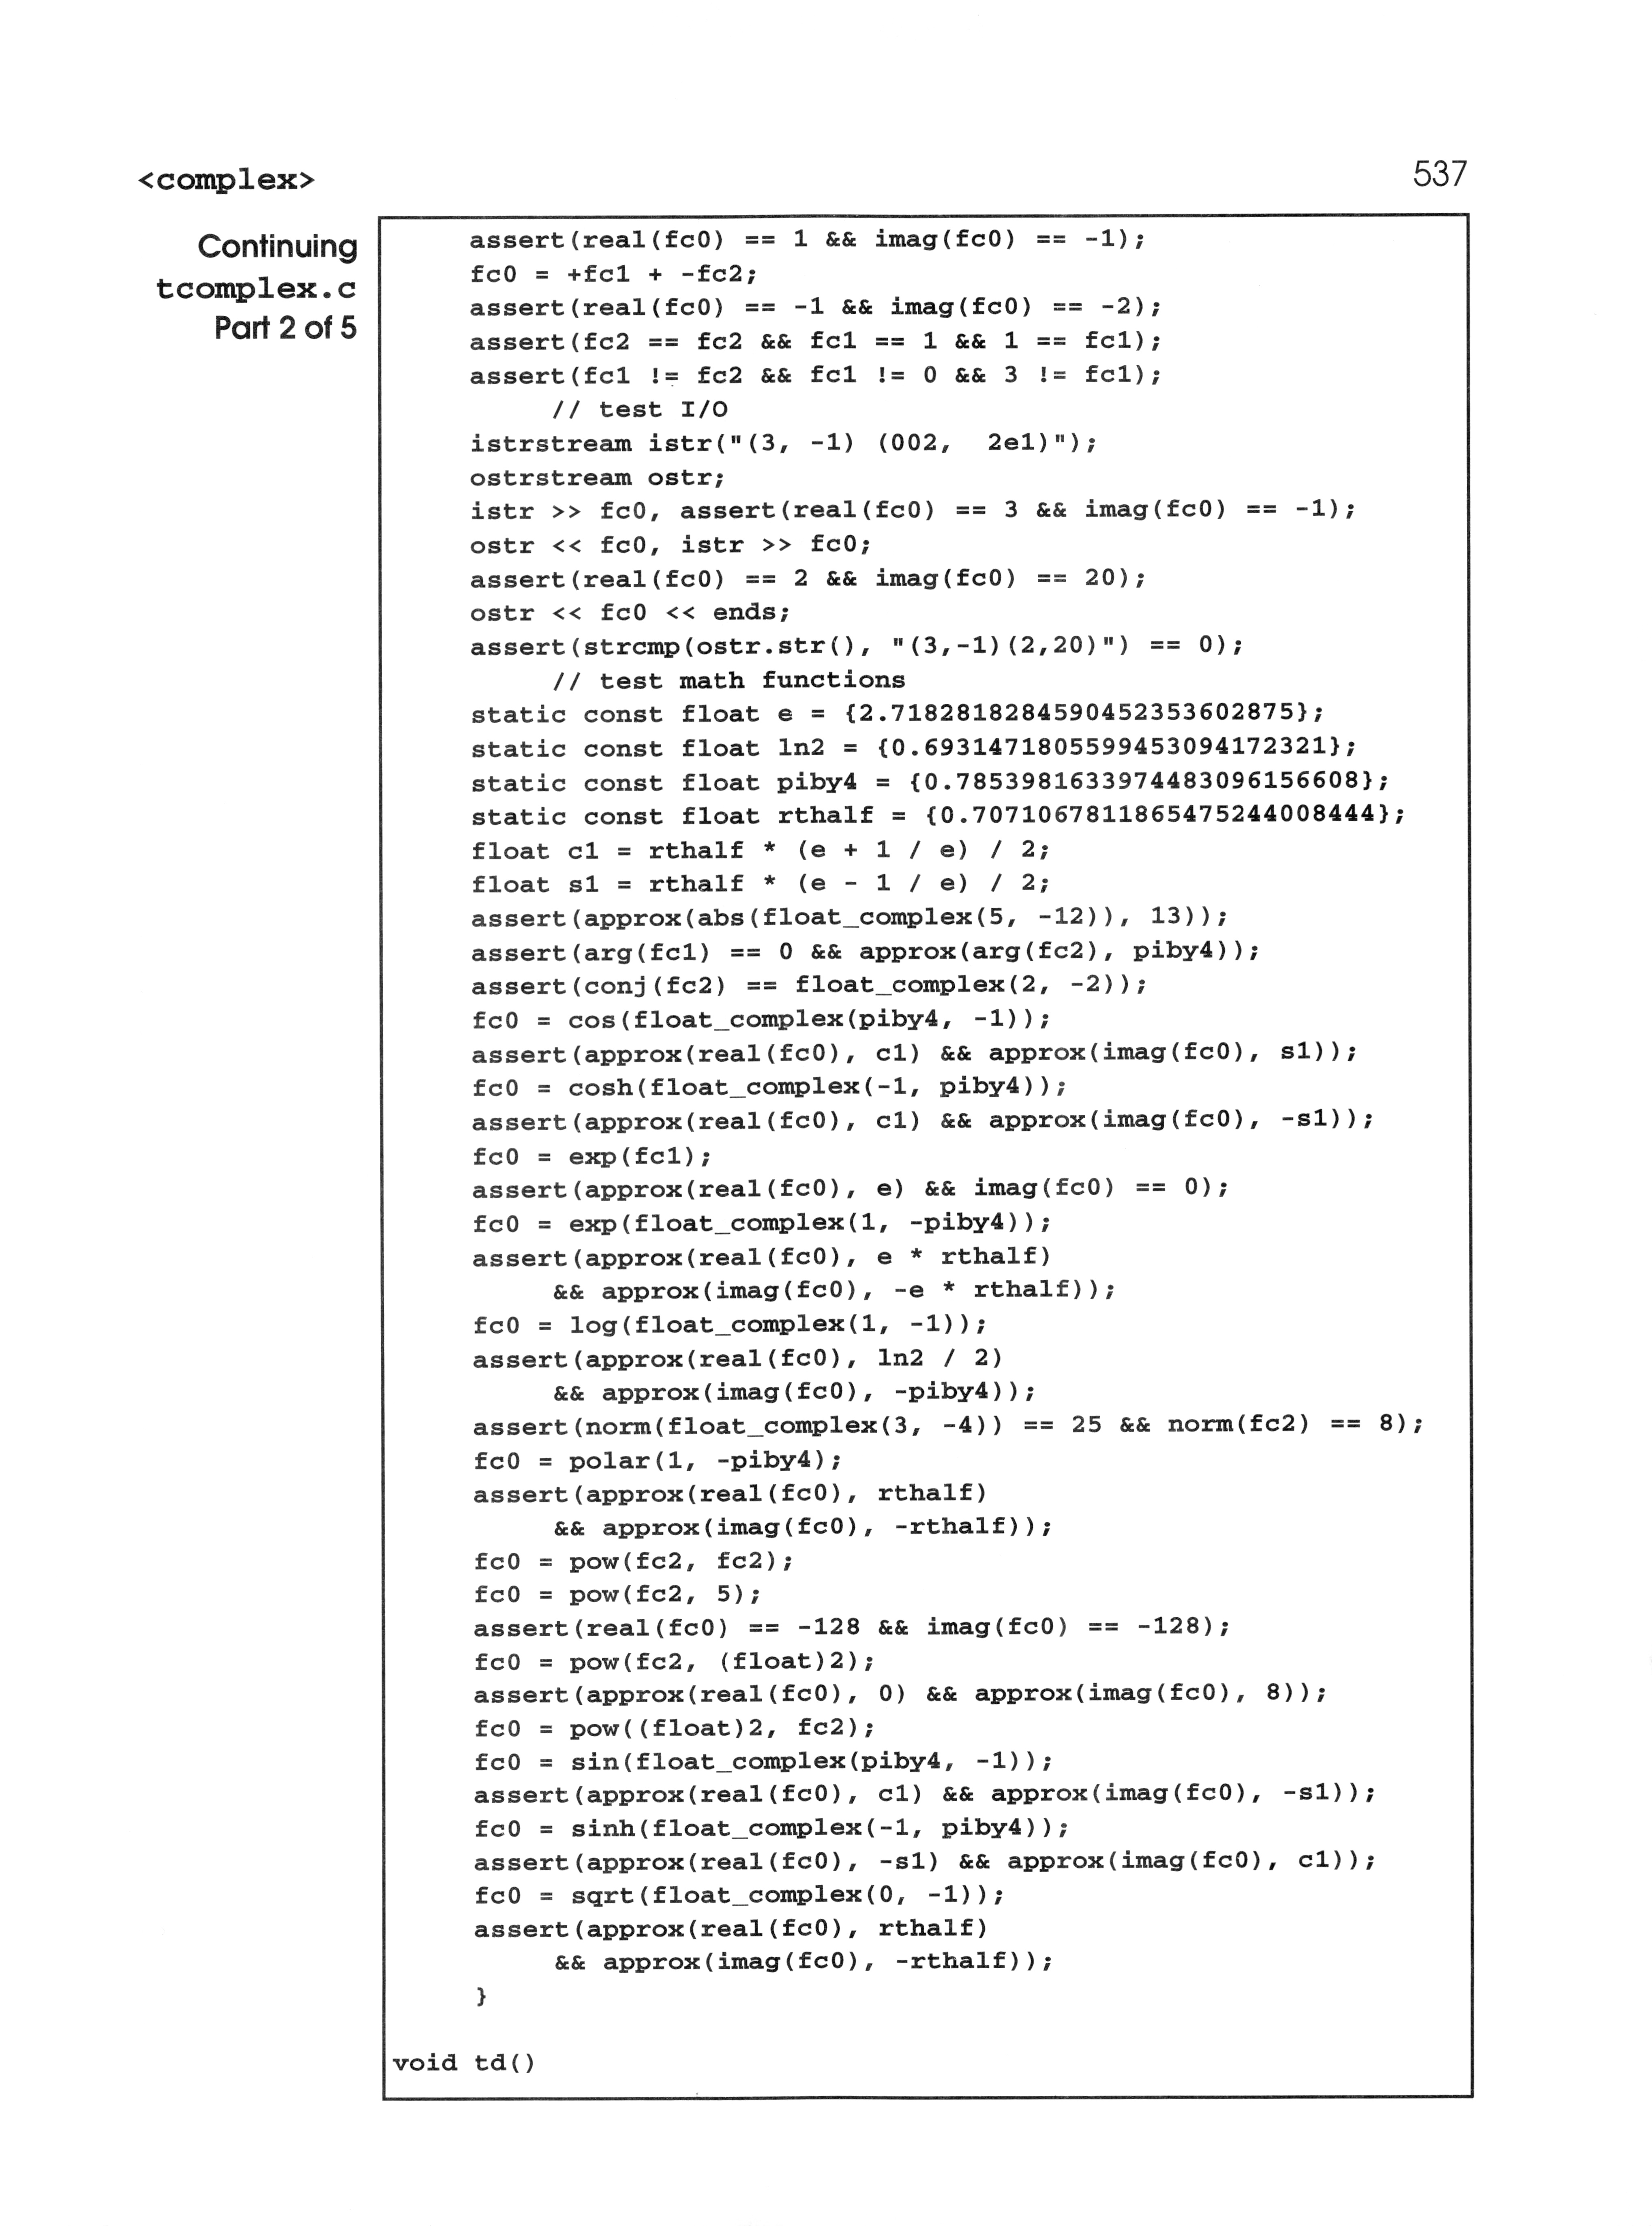 <complex>
537
Continuing
tcomplex.c
Part 2 of 5
assert(real(fc0) == 1 && imag(fc0) == -1);
fc0 = +fc1 + -fc2;
assert(real(fc0) == -1 && imag(fc0) == -2);
assert(fc2 == fc2 && fc1 == 1 && 1 == fc1);
assert(fc1 != fc2 && fc1 != 0 && 3 != fc1);
// test I/O
istrstream istr("(3, -1) (002,  2e1)");
ostrstream ostr;
istr >> fc0, assert(real(fc0) == 3 && imag(fc0) == -1);
ostr << fc0, istr >> fc0;
assert(real(fc0) == 2 && imag(fc0) == 20);
ostr << fc0 << ends;
assert(strcmp(ostr.str(), "(3,-1)(2,20)") == 0);
// test math functions
static const float e = {2.7182818284590452353602875};
static const float ln2 = {0.69314718055994530941​72321};
static const float piby4 = {0.7853981633974483096156608};
static const float rthalf = {0.7071067811865475244008444};
float c1 = rthalf * (e + 1 / e) / 2;
float s1 = rthalf * (e - 1 / e) / 2;
assert(approx(abs(float_complex(5, -12)), 13));
assert(arg(fc1) == 0 && approx(arg(fc2), piby4));
assert(conj(fc2) == float_complex(2, -2));
fc0 = cos(float_complex(piby4, -1));
assert(approx(real(fc0), c1) && approx(imag(fc0), s1));
fc0 = cosh(float_complex(-1, piby4));
assert(approx(real(fc0), c1) && approx(imag(fc0), -s1));
fc0 = exp(fc1);
assert(approx(real(fc0), e) && imag(fc0) == 0);
fc0 = exp(float_complex(1, -piby4));
assert(approx(real(fc0), e * rthalf)
&& approx(imag(fc0), -e * rthalf));
fc0 = log(float_complex(1, -1));
assert(approx(real(fc0), ln2 / 2)
&& approx(imag(fc0), -piby4));
assert(norm(float_complex(3, -4)) == 25 && norm(fc2) == 8);
fc0 = polar(1, -piby4);
assert(approx(real(fc0), rthalf)
&& approx(imag(fc0), -rthalf));
fc0 = pow(fc2, fc2);
fc0 = pow(fc2, 5);
assert(real(fc0) == -128 && imag(fc0) == -128);
fc0 = pow(fc2, (float)2);
assert(approx(real(fc0), 0) && approx(imag(fc0), 8));
fc0 = pow((float)2, fc2);
fc0 = sin(float_complex(piby4, -1));
assert(approx(real(fc0), c1) && approx(imag(fc0), -s1));
fc0 = sinh(float_complex(-1, piby4));
assert(approx(real(fc0), -s1) && approx(imag(fc0), c1));
fc0 = sqrt(float_complex(0, -1));
assert(approx(real(fc0), rthalf)
&& approx(imag(fc0), -rthalf));
}
void td()